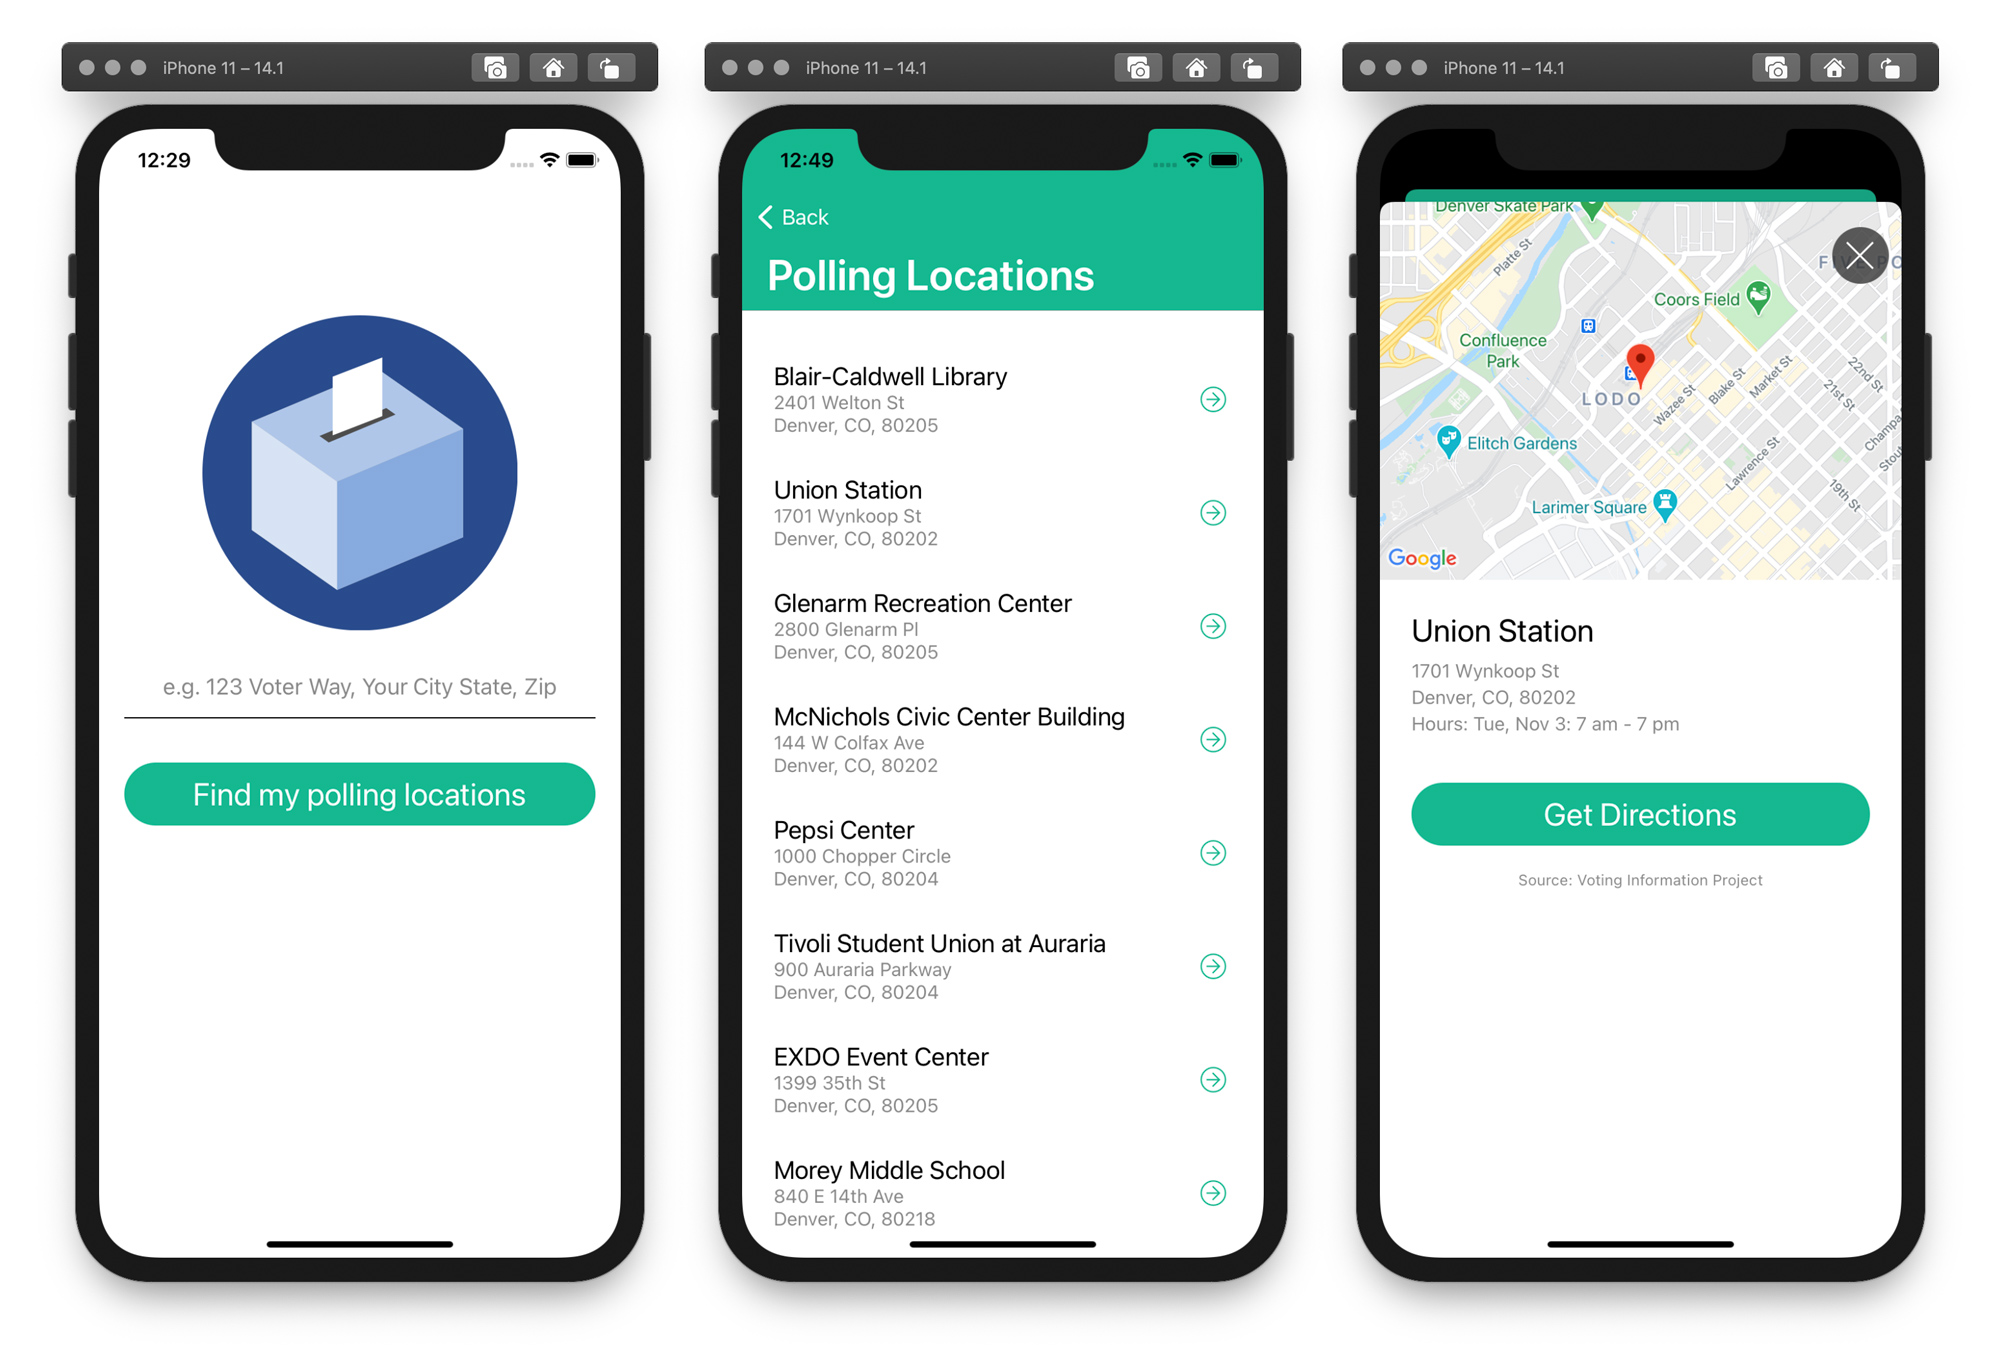 iPhone 11 – 14.1
12:29
e.g. 123 Voter Way, Your City State, Zip
Find my polling locations
iPhone 11 – 14.1
12:49
Back
Polling Locations
Blair-Caldwell Library
2401 Welton St
Denver, CO, 80205
Union Station
1701 Wynkoop St
Denver, CO, 80202
Glenarm Recreation Center
2800 Glenarm Pl
Denver, CO, 80205
McNichols Civic Center Building
144 W Colfax Ave
Denver, CO, 80202
Pepsi Center
1000 Chopper Circle
Denver, CO, 80204
Tivoli Student Union at Auraria
900 Auraria Parkway
Denver, CO, 80204
EXDO Event Center
1399 35th St
Denver, CO, 80205
Morey Middle School
840 E 14th Ave
Denver, CO, 80218
iPhone 11 – 14.1
Denver Skate Park
Platte St
Coors Field
Confluence
Park
LODO
Wazee St
Blake St
Market St
22nd St
21st St
Champa
Stout
Elitch Gardens
Lawrence St
19th St
Larimer Square
Google
Union Station
1701 Wynkoop St
Denver, CO, 80202
Hours: Tue, Nov 3: 7 am - 7 pm
Get Directions
Source: Voting Information Project